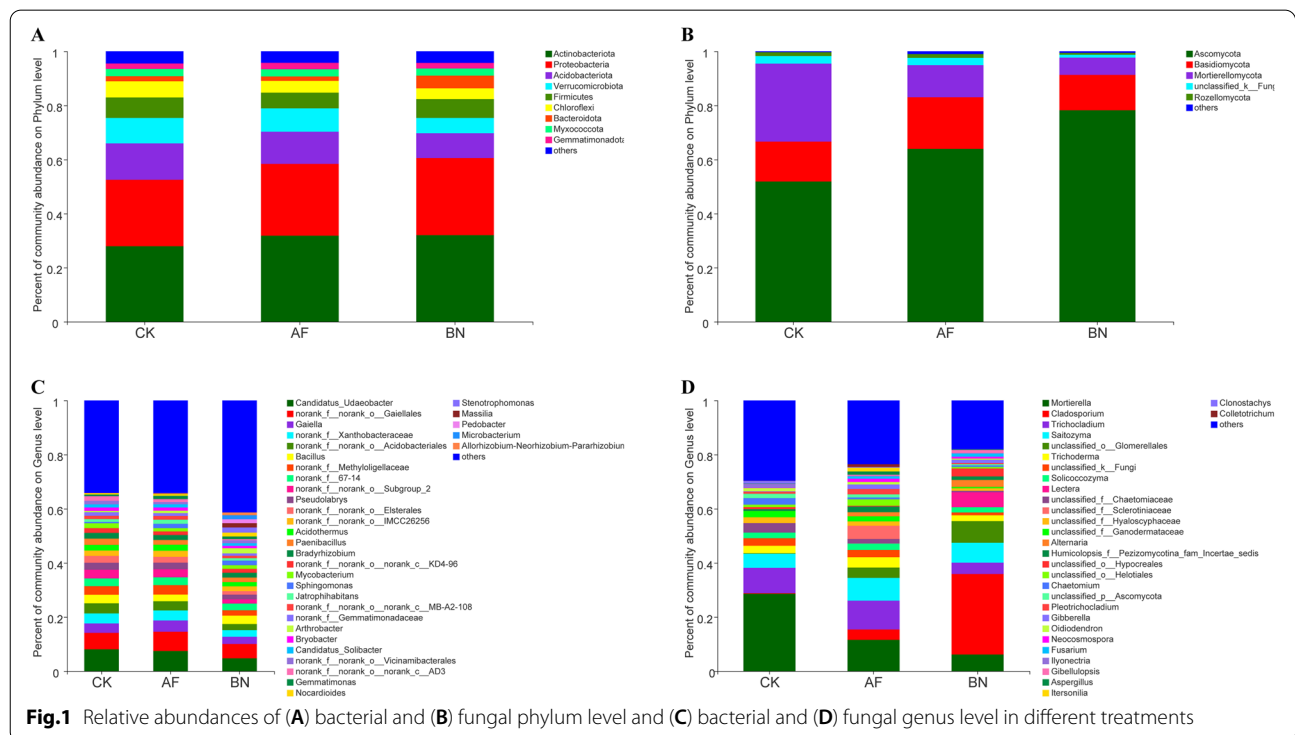 A
Percent of community abundance on Phylum level
1
0.8
0.6
0.4
0.2
0
CK
AF
BN
Actinobacteriota
Proteobacteria
Acidobacteriota
Verrucomicrobiota
Firmicutes
Chloroflexi
Bacteroidota
Myxococcota
Gemmatimonadota
others
B
Percent of community abundance on Phylum level
1
0.8
0.6
0.4
0.2
0
CK
AF
BN
Ascomycota
Basidiomycota
Mortierellomycota
unclassified_k__Fung
Rozellomycota
others
C
Percent of community abundance on Genus level
1
0.8
0.6
0.4
0.2
0
CK
AF
BN
Candidatus_Udaeobacter
norank_f__norank_o__Gaiellales
Gaiella
norank_f__Xanthobacteraceae
norank_f__norank_o__Acidobacteriales
Bacillus
norank_f__Methyloligellaceae
norank_f__67-14
norank_f__norank_o__Subgroup_2
Pseudolabrys
norank_f__norank_o__Elsterales
norank_f__norank_o__IMCC26256
Acidothermus
Paenibacillus
Bradyrhizobium
norank_f__norank_o__norank_c__KD4-96
Mycobacterium
Sphingomonas
Jatrophihabitans
norank_f__norank_o__norank_c__MB-A2-108
norank_f__Gemmatimonadaceae
Arthrobacter
Bryobacter
Candidatus_Solibacter
norank_f__norank_o__Vicinamibacterales
norank_f__norank_o__norank_c__AD3
Gemmatimonas
Nocardioides
Stenotrophomonas
Massilia
Pedobacter
Microbacterium
Allorhizobium-Neorhizobium-Pararhizobium
others
D
Percent of community abundance on Genus level
1
0.8
0.6
0.4
0.2
0
CK
AF
BN
Mortierella
Cladosporium
Trichocladium
Saitozyma
unclassified_o__Glomerellales
Trichoderma
unclassified_k__Fungi
Solicoccozyma
Lectera
unclassified_f__Chaetomiaceae
unclassified_f__Sclerotiniaceae
unclassified_f__Hyaloscyphaceae
unclassified_f__Ganodermataceae
Alternaria
Humicolopsis_f__Pezizomycotina_fam_Incertae_sedis
unclassified_o__Hypocreales
unclassified_o__Helotiales
Chaetomium
unclassified_p__Ascomycota
Pleotrichocladium
Gibberella
Oidiodendron
Neocosmospora
Fusarium
Ilyonectria
Gibellulopsis
Aspergillus
Itersonilia
Clonostachys
Colletotrichum
others
Fig.1 Relative abundances of (A) bacterial and (B) fungal phylum level and (C) bacterial and (D) fungal genus level in different treatments